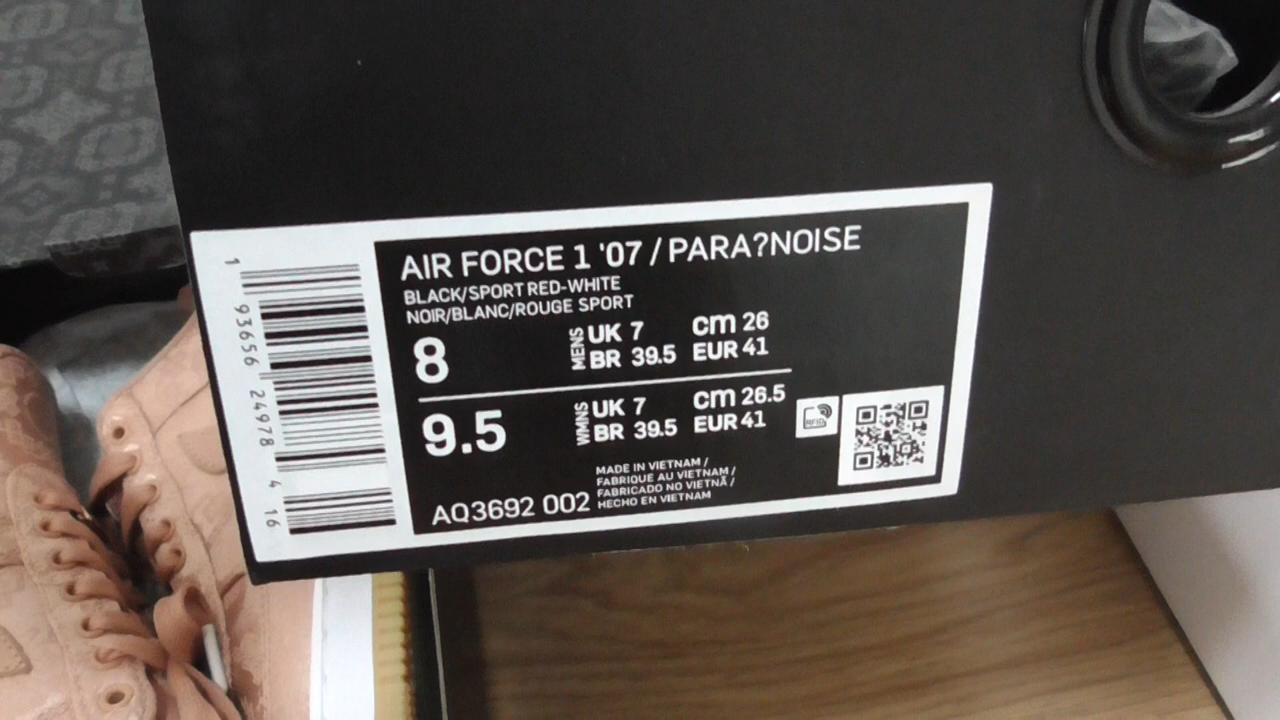 AIR FORCE 1 '07 / PARA?NOISE
BLACK/SPORT RED-WHITE
NOIR/BLANC/ROUGE SPORT
8
MENS
UK 7
cm 26
BR 39.5
EUR 41
9.5
WMNS
UK 7
cm 26.5
BR 39.5
EUR 41
RFID
MADE IN VIETNAM /
FABRIQUE AU VIETNAM /
FABRICADO NO VIETNÃ /
HECHO EN VIETNAM
AQ3692 002
1 93656 24978 4 16